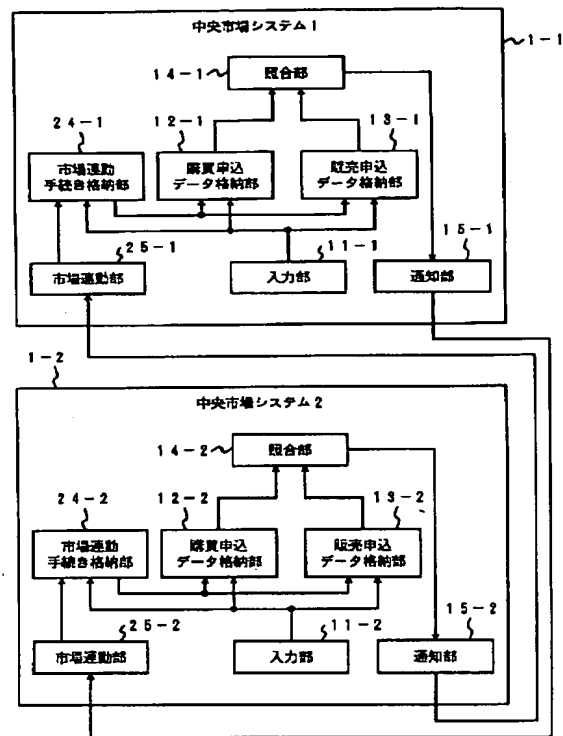 中央市場システム1
1-1
14-1
照合部
24-1
12-1
13-1
市場連動
手続き格納部
購買申込
データ格納部
販売申込
データ格納部
25-1
11-1
15-1
市場連動部
入力部
通知部
1-2
中央市場システム2
14-2
照合部
24-2
12-2
13-2
市場連動
手続き格納部
購買申込
データ格納部
販売申込
データ格納部
25-2
11-2
15-2
市場連動部
入力部
通知部